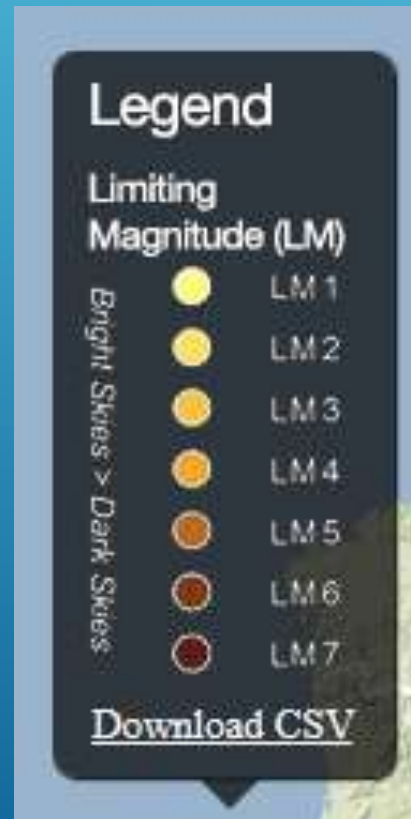 Legend
Limiting
Magnitude (LM)
Bright Skies > Dark Skies
LM 1
LM 2
LM 3
LM 4
LM 5
LM 6
LM 7
Download CSV